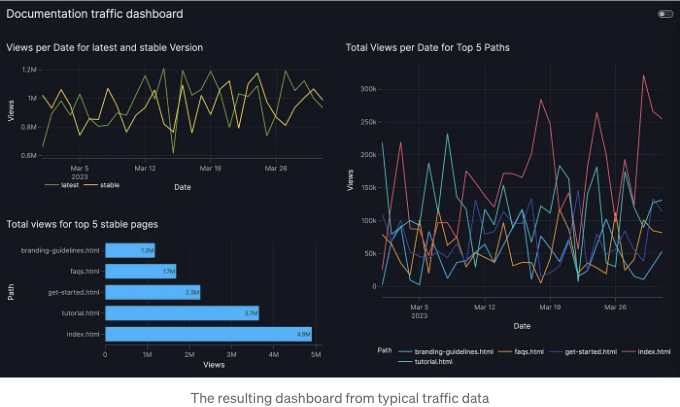 Documentation traffic dashboard
Views per Date for latest and stable Version
1.2M
1M
0.8M
0.6M
Views
Mar 5
2023
Mar 12
Mar 19
Mar 26
Date
latest
stable
Total views for top 5 stable pages
branding-guidelines.html
faqs.html
get-started.html
tutorial.html
index.html
Path
1.7M
2.3M
3.7M
4.9M
0
1M
2M
3M
4M
5M
Views
Total Views per Date for Top 5 Paths
300k
250k
200k
150k
100k
50k
0
Views
Mar 5
2023
Mar 12
Mar 19
Mar 26
Date
Path
branding-guidelines.html
faqs.html
get-started.html
index.html
tutorial.html
The resulting dashboard from typical traffic data